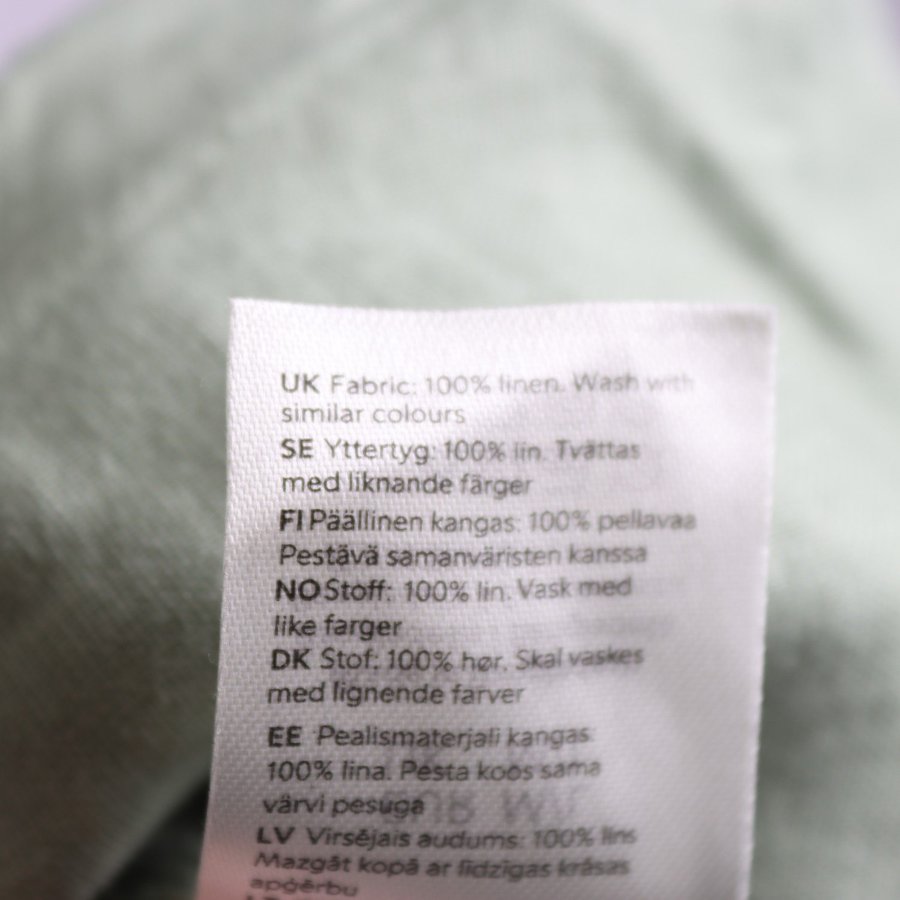 UK Fabric: 100% linen. Wash with
similar colours
SE Yttertyg: 100% lin. Tvättas
med liknande färger
FI Päällinen kangas: 100% pellavaa
Pestävä samanväristen kanssa
NO Stoff: 100% lin. Vask med
like farger
DK Stof: 100% hør. Skal vaskes
med lignende farver
EE Pealismaterjali kangas:
100% lina. Pesta koos sama
värvi pesuga
LV Virsējais audums: 100% lins
Mazgāt kopā ar līdzīgas krāsas
apģērbu